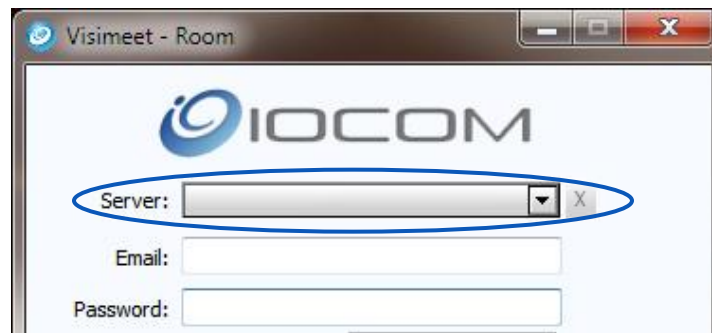 Visimeet - Room
IOCOM
Server:
X
Email:
Password: